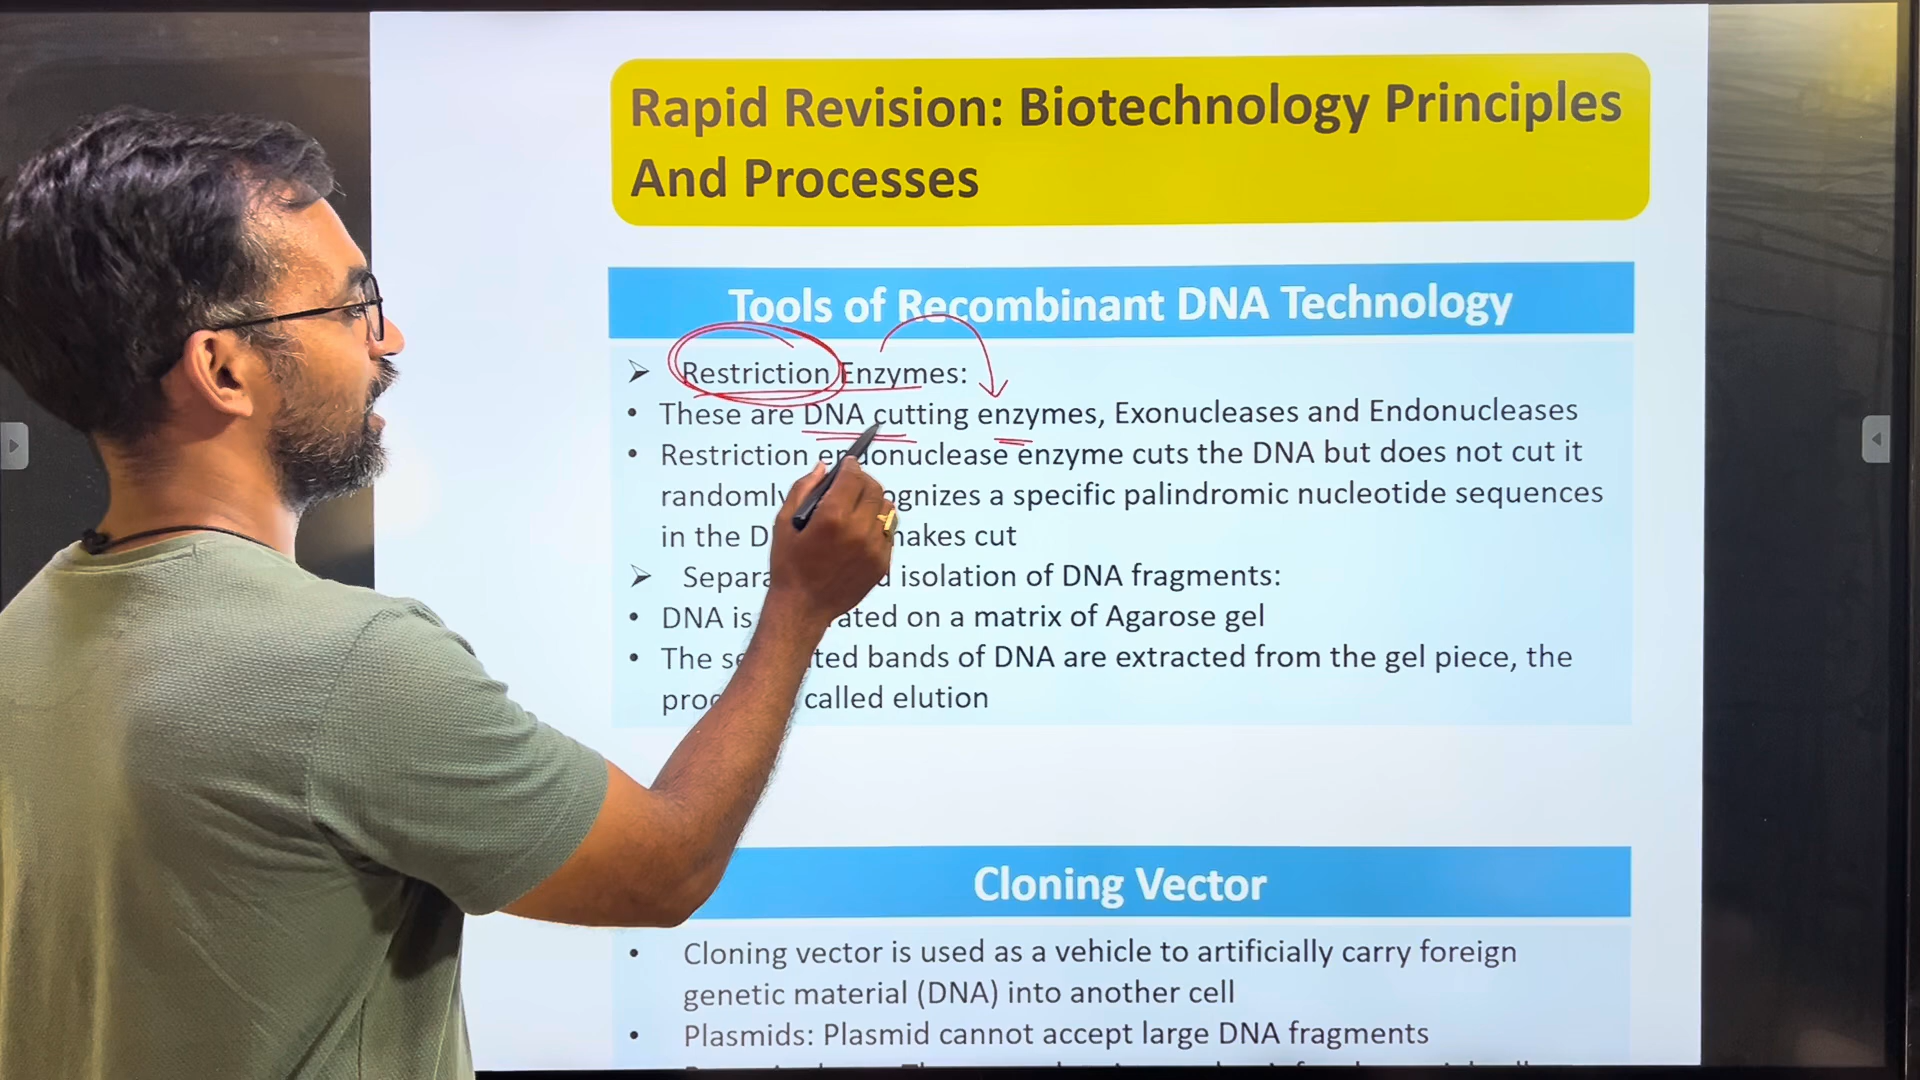 Rapid Revision: Biotechnology Principles
And Processes
Tools of Recombinant DNA Technology
➢ Restriction Enzymes:
• These are DNA cutting enzymes, Exonucleases and Endonucleases
• Restriction endonuclease enzyme cuts the DNA but does not cut it
randomly a specific palindromic nucleotide sequences
in the cut
➢ isolation of DNA fragments:
• DNA is on a matrix of Agarose gel
• The bands of DNA are extracted from the gel piece, the
called elution
Cloning Vector
• Cloning vector is used as a vehicle to artificially carry foreign
genetic material (DNA) into another cell
• Plasmids: Plasmid cannot accept large DNA fragments